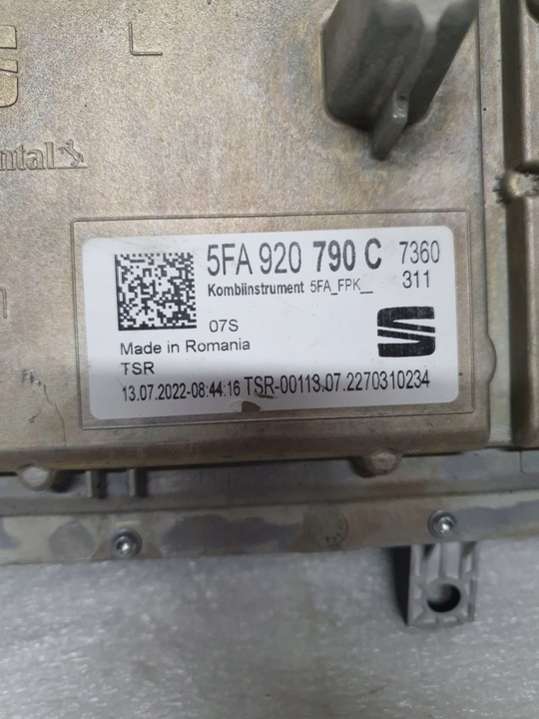 L
ntal
5FA 920 790 C 7360
Kombiinstrument 5FA_FPK__ 311
07S
Made in Romania
TSR
13.07.2022-08:44:16 TSR-00113.07.2270310234